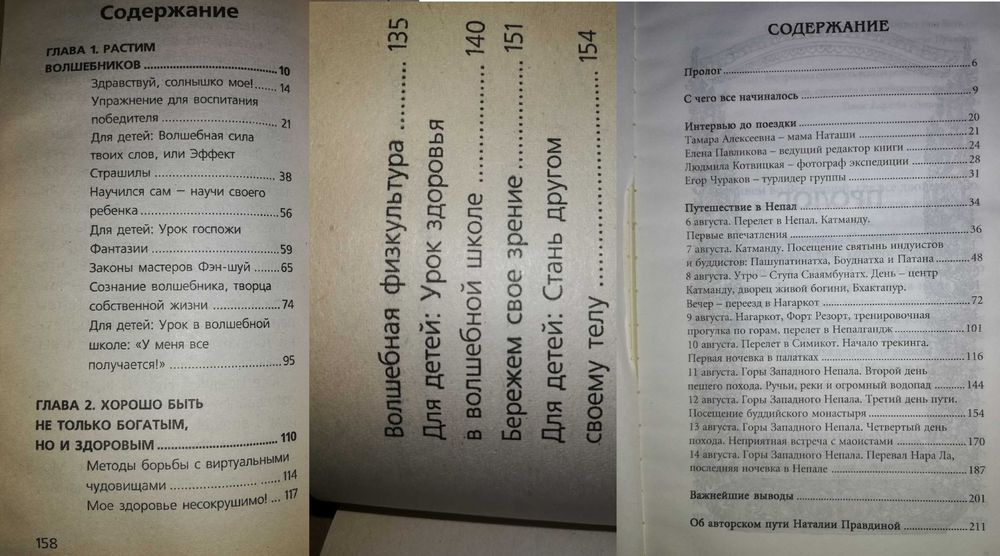 Содержание
ГЛАВА 1. РАСТИМ
ВОЛШЕБНИКОВ 10
Здравствуй, солнышко мое! 14
Упражнение для воспитания
победителя 21
Для детей: Волшебная сила
твоих слов, или Эффект
Страшилы 38
Научился сам — научи своего
ребенка 56
Для детей: Урок госпожи
Фантазии 59
Законы мастеров Фэн-шуй 65
Сознание волшебника, творца
собственной жизни 74
Для детей: Урок в волшебной
школе: «У меня все
получается!» 95
ГЛАВА 2. ХОРОШО БЫТЬ
НЕ ТОЛЬКО БОГАТЫМ,
НО И ЗДОРОВЫМ 110
Методы борьбы с виртуальными
чудовищами 114
Мое здоровье несокрушимо! 117
158
Волшебная физкультура 135
Для детей: Урок здоровья
в волшебной школе 140
Бережем свое зрение 151
Для детей: Стань другом
своему телу 154
СОДЕРЖАНИЕ
Пролог 6
С чего все начиналось 9
Интервью до поездки 20
Тамара Алексеевна – мама Наташи 21
Елена Павликова – ведущий редактор книги 24
Людмила Котвицкая – фотограф экспедиции 28
Егор Чураков – турлидер группы 31
Путешествие в Непал 34
6 августа. Перелет в Непал. Катманду.
Первые впечатления 36
7 августа. Катманду. Посещение святынь индуистов
и буддистов: Пашупатинатха, Боуднатха и Патана 48
8 августа. Утро – Ступа Сваямбунатх. День – центр
Катманду, дворец живой богини, Бхактапур.
Вечер – переезд в Нагаркот 72
9 августа. Нагаркот, Форт Резорт, тренировочная
прогулка по горам, перелет в Непалгандж 101
10 августа. Перелет в Симикот. Начало трекинга.
Первая ночевка в палатках 116
11 августа. Горы Западного Непала. Второй день
пешего похода. Ручьи, реки и огромный водопад 144
12 августа. Горы Западного Непала. Третий день пути.
Посещение буддийского монастыря 154
13 августа. Горы Западного Непала. Четвертый день
похода. Неприятная встреча с маоистами 170
14 августа. Горы Западного Непала. Перевал Нара Ла,
последняя ночевка в Непале 187
Важнейшие выводы 201
Об авторском пути Наталии Правдиной 211